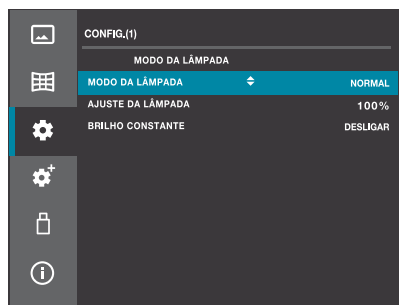 CONFIG.(1)
MODO DA LÂMPADA
MODO DA LÂMPADA NORMAL
AJUSTE DA LÂMPADA 100%
BRILHO CONSTANTE DESLIGAR